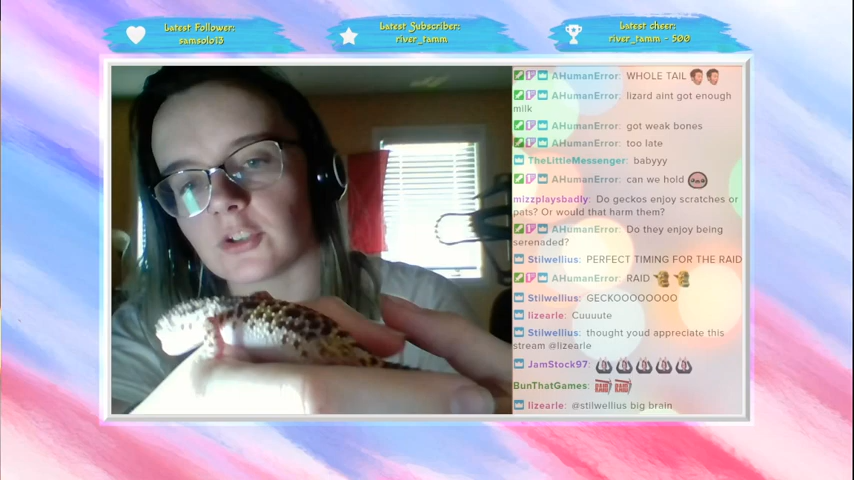 Latest Follower:
samsolo13
Latest Subscriber:
river_tamm
Latest cheer:
river_tamm - 500
AHumanError: WHOLE TAIL
AHumanError: lizard aint got enough
milk
AHumanError: got weak bones
AHumanError: too late
TheLittleMessenger: babyyy
AHumanError: can we hold
mizzplaysbadly: Do geckos enjoy scratches or
pats? Or would that harm them?
AHumanError: Do they enjoy being
serenaded?
Stilwellius: PERFECT TIMING FOR THE RAID
AHumanError: RAID
Stilwellius: GECKOOOOOOOO
lizearle: Cuuuute
Stilwellius: thought youd appreciate this
stream @lizearle
JamStock97:
BunThatGames: RAID RAID
lizearle: @stilwellius big brain